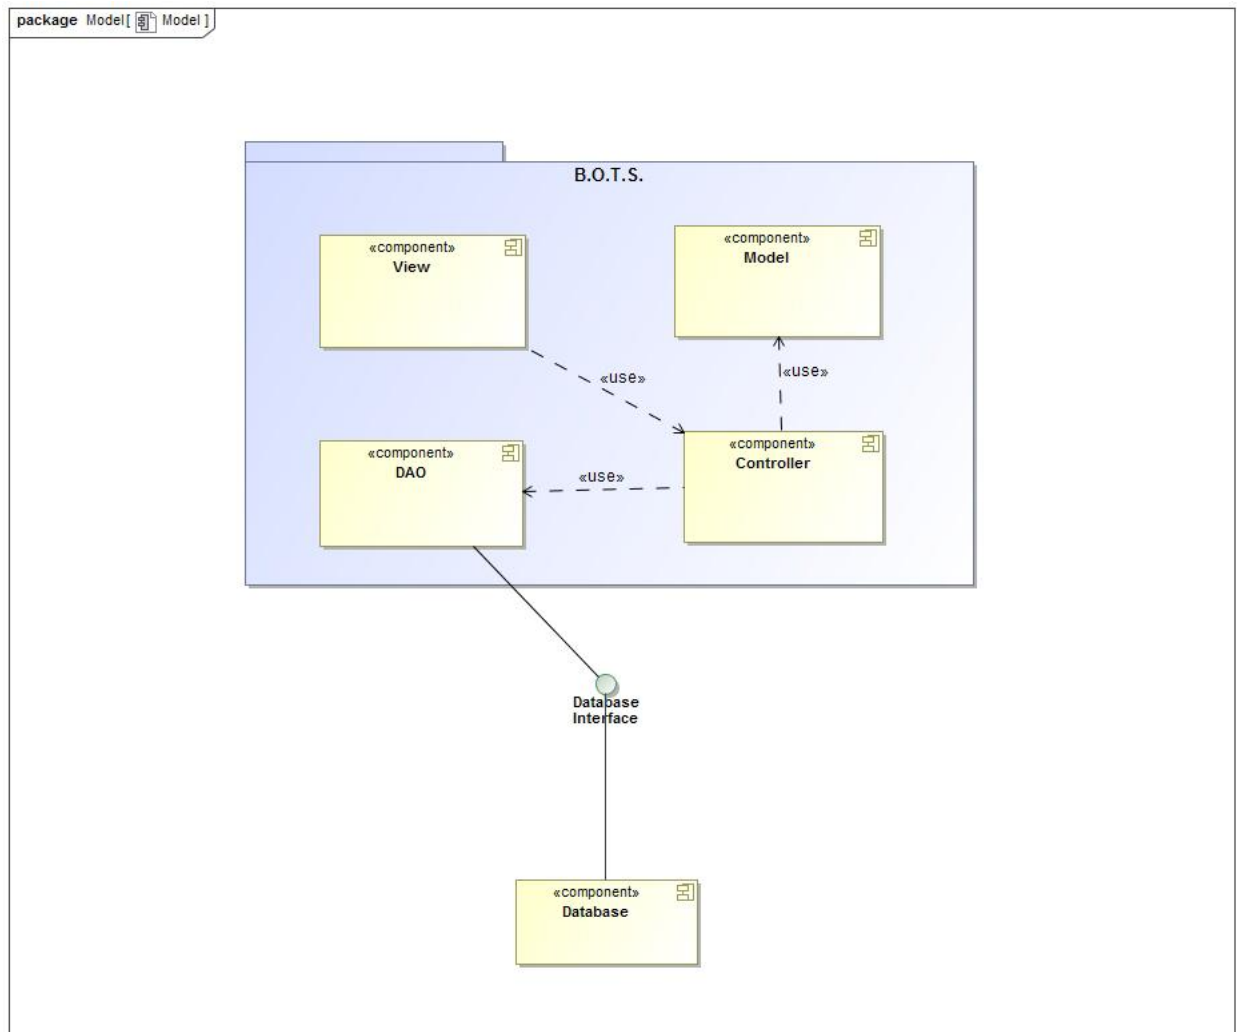 package Model[ Model ]
B.O.T.S.
«component»
View
«component»
Model
«use»
«use»
«component»
DAO
«use»
«component»
Controller
Database
Interface
«component»
Database